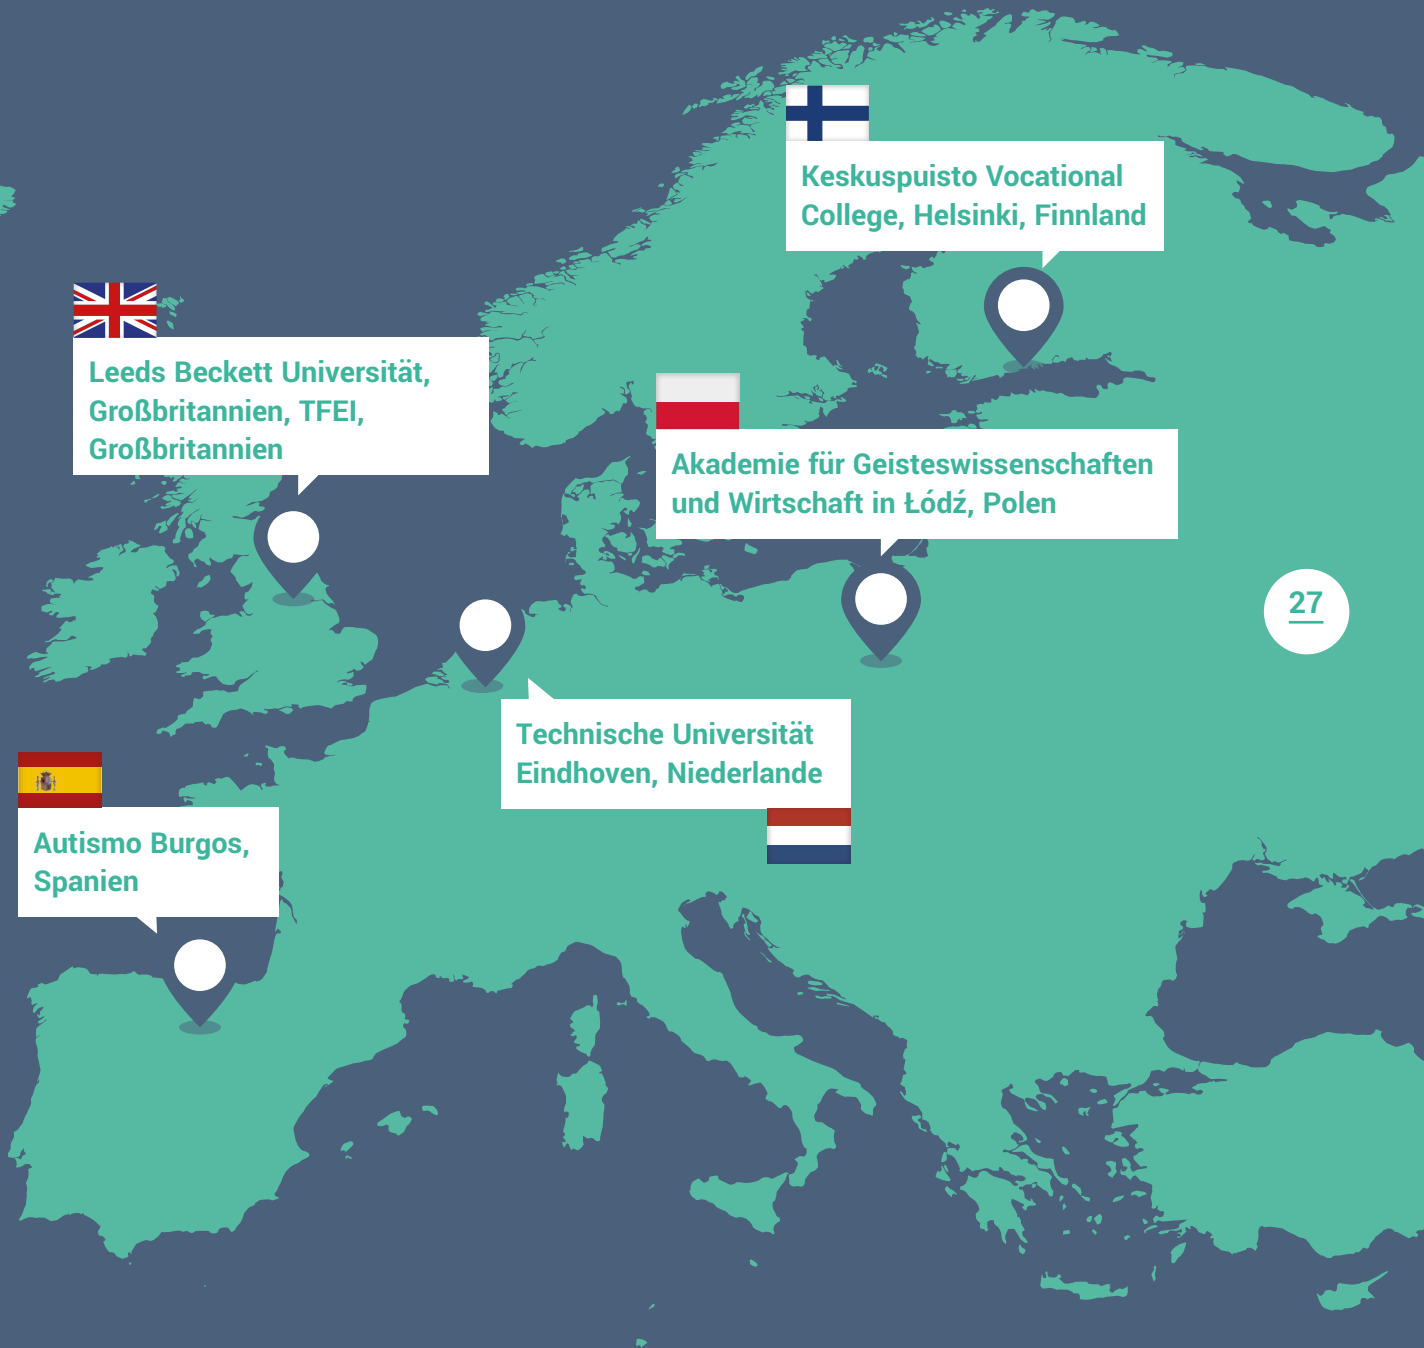 Keskuspuisto Vocational
College, Helsinki, Finnland
Leeds Beckett Universität,
Großbritannien, TFEI,
Großbritannien
Akademie für Geisteswissenschaften
und Wirtschaft in Łódź, Polen
27
Technische Universität
Eindhoven, Niederlande
Autismo Burgos,
Spanien